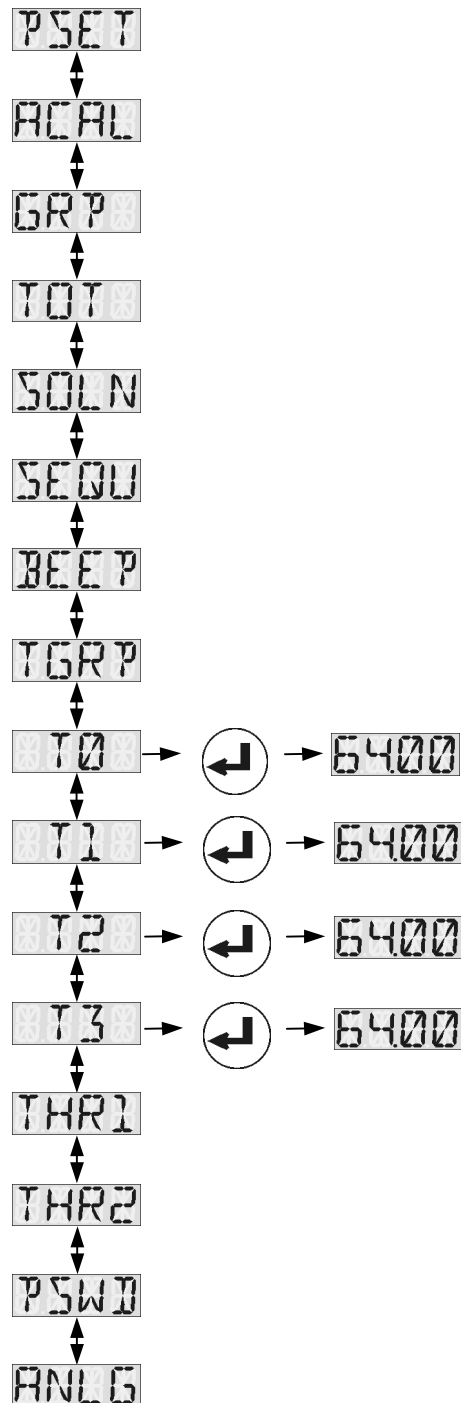 PSET
ACAL
GRP
TOT
SOLN
SEQU
BEEP
TGRP
T0 64.00
T1 64.00
T2 64.00
T3 64.00
THR1
THR2
PSWD
ANLG